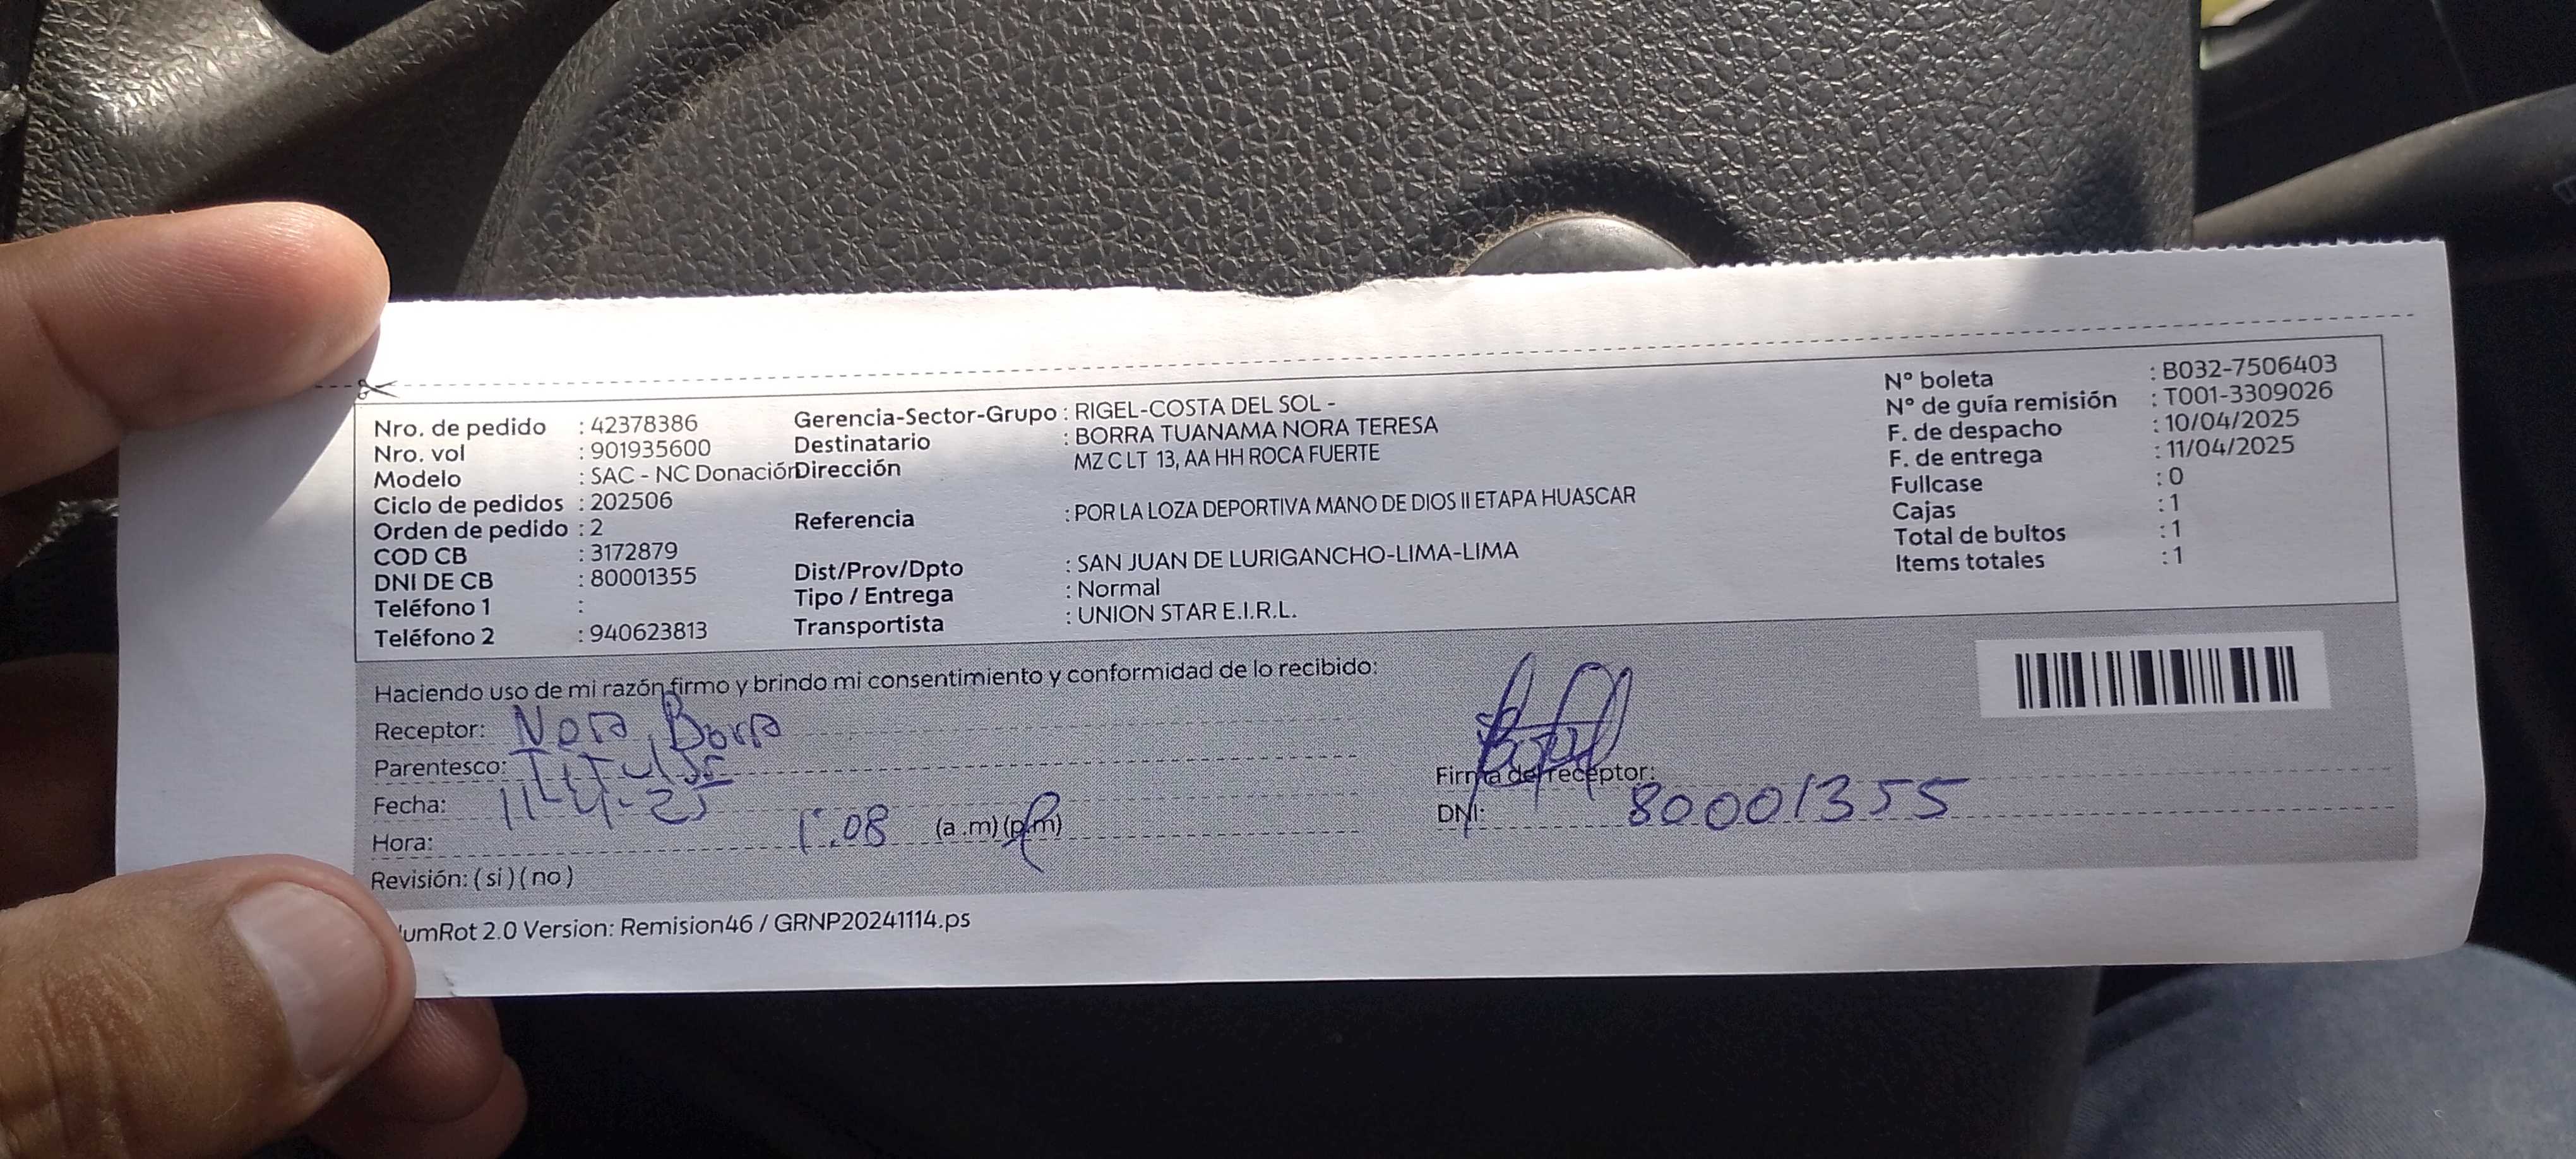 Nro. de pedido : 42378386
Nro. vol : 901935600
Modelo : SAC - NC Donación
Ciclo de pedidos : 202506
Orden de pedido : 2
COD CB : 3172879
DNI DE CB : 80001355
Teléfono 1 :
Teléfono 2 : 940623813
Gerencia-Sector-Grupo : RIGEL-COSTA DEL SOL -
Destinatario : BORRA TUANAMA NORA TERESA
Dirección MZ C LT 13, AA HH ROCA FUERTE
Referencia : POR LA LOZA DEPORTIVA MANO DE DIOS II ETAPA HUASCAR
Dist/Prov/Dpto : SAN JUAN DE LURIGANCHO-LIMA-LIMA
Tipo / Entrega : Normal
Transportista : UNION STAR E.I.R.L.
N° boleta : B032-7506403
N° de guía remisión : T001-3309026
F. de despacho : 10/04/2025
F. de entrega : 11/04/2025
Fullcase : 0
Cajas : 1
Total de bultos : 1
Items totales : 1
Haciendo uso de mi razón firmo y brindo mi consentimiento y conformidad de lo recibido:
Receptor: Nora Borra
Parentesco: Titular
Fecha: 11-4-25
Hora: 1:08 (a.m) (p.m)
Revisión: ( si ) ( no )
Firma del receptor:
DNI: 80001355
umRot 2.0 Version: Remision46 / GRNP20241114.ps